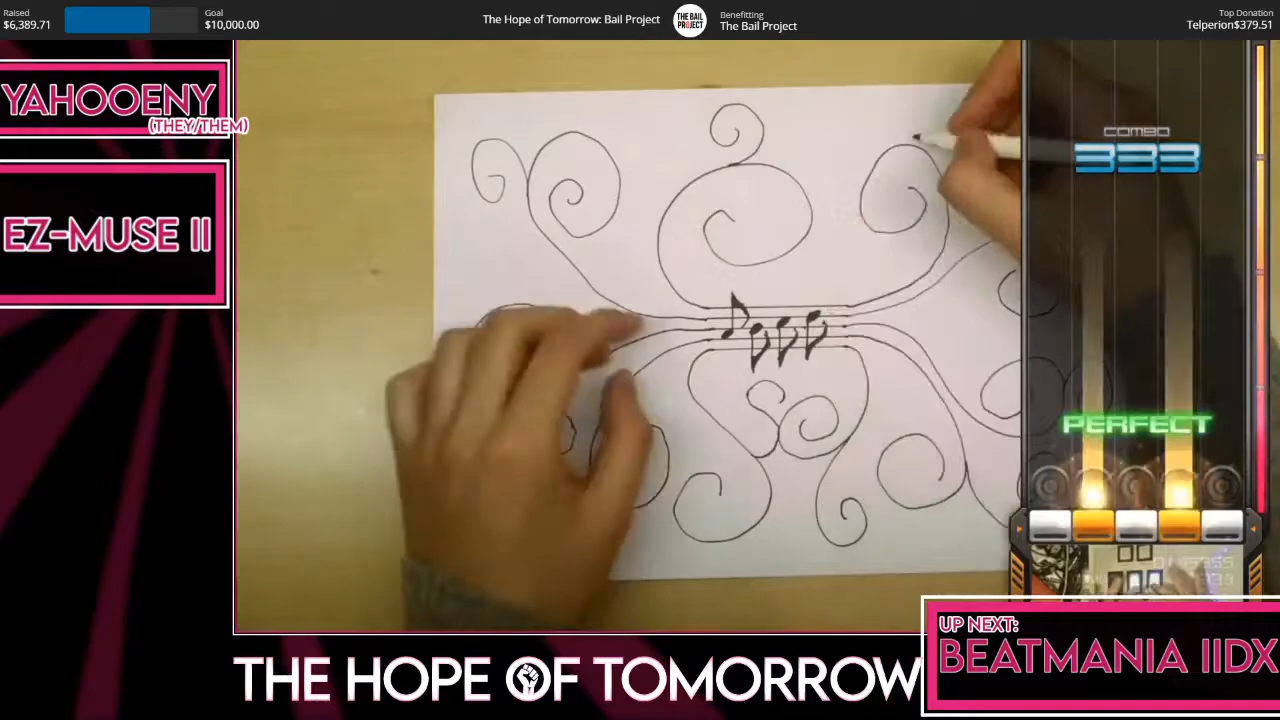 Raised
$6,389.71
Goal
$10,000.00
The Hope of Tomorrow: Bail Project
THE BAIL
PROJECT
Benefitting
The Bail Project
Top Donation
Telperion$379.51
YAHOOENY
(THEY/THEM)
EZ-MUSE II
COMBO
333
PERFECT
UP NEXT:
BEATMANIA IIDX
THE HOPE OF TOMORROW